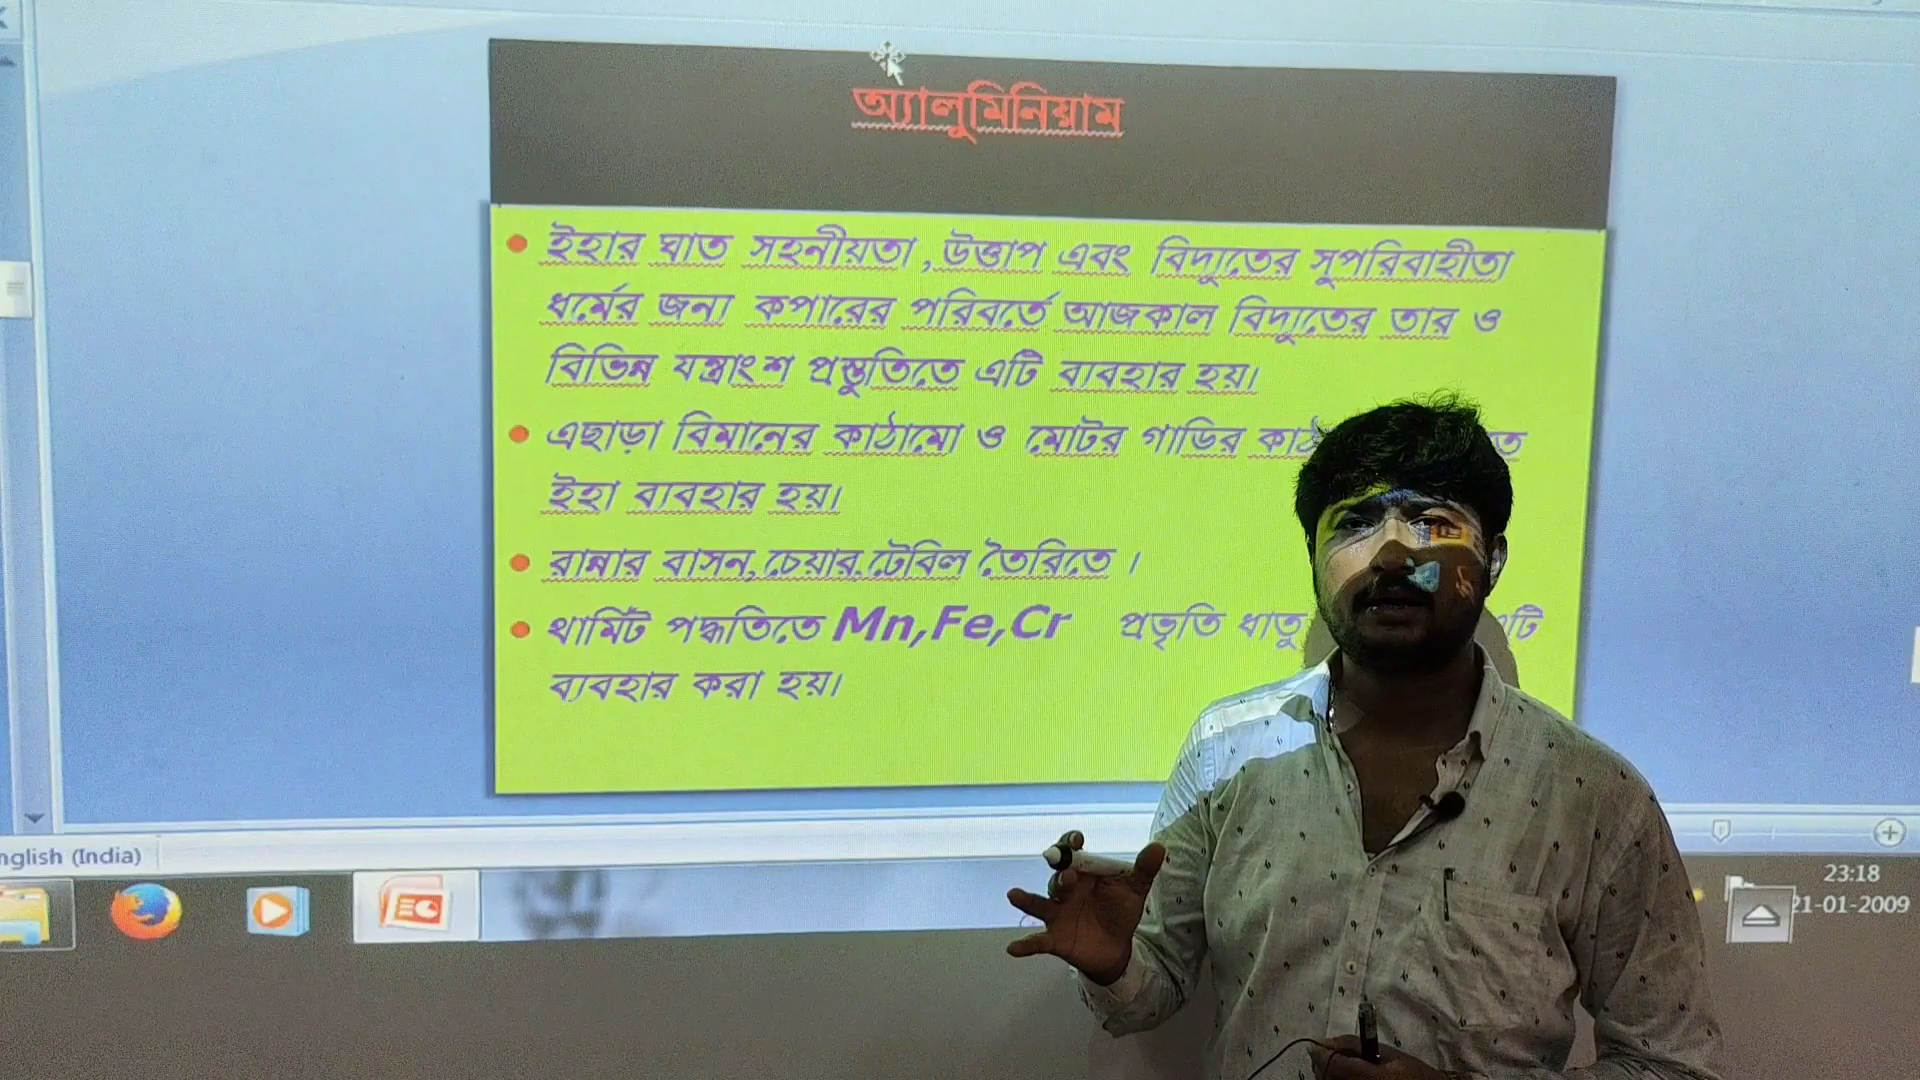 অ্যালুমিনিয়াম
ইহার ঘাত সহনীয়তা ,উত্তাপ এবং বিদ্যুতের সুপরিবাহীতা
ধর্মের জন্য কপারের পরিবর্তে আজকাল বিদ্যুতের তার ও
বিভিন্ন যন্ত্রাংশ প্রস্তুতিতে এটি ব্যবহার হয়।
এছাড়া বিমানের কাঠামো ও মোটর গাডির
ইহা ব্যবহার হয়।
রান্নার বাসন,চেয়ার,টেবিল তৈরিতে ।
থার্মিট পদ্ধতিতে Mn,Fe,Cr প্রভৃতি ধাতু
ব্যবহার করা হয়।
(India)
23:18
21-01-2009